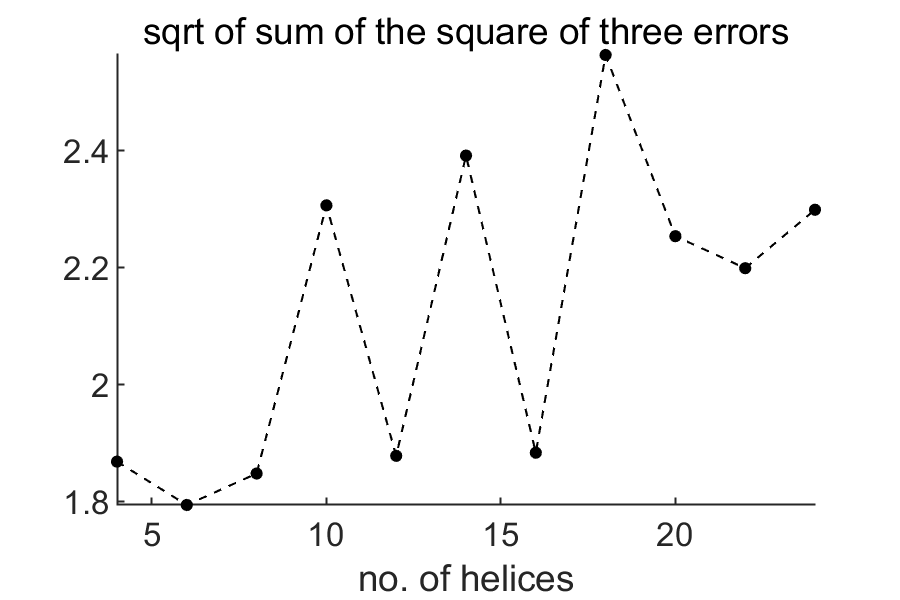 sqrt of sum of the square of three errors
2.4
2.2
2
1.8
5 10 15 20
no. of helices